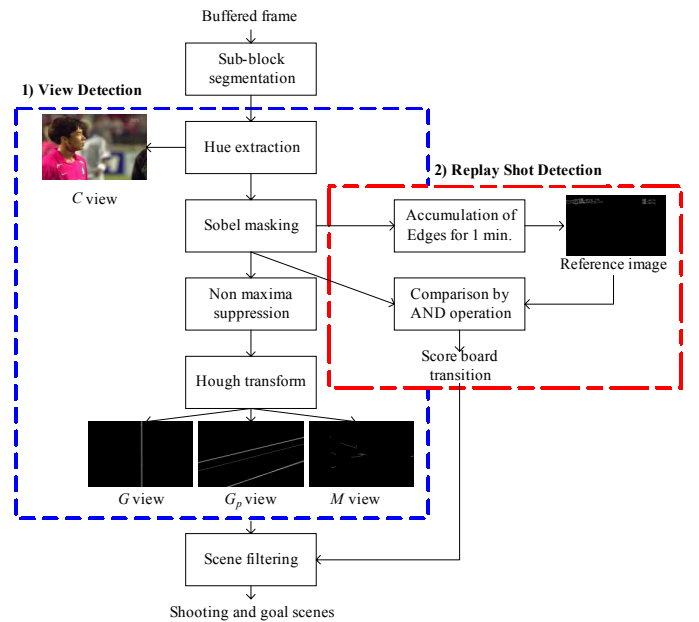 Buffered frame
Sub-block
segmentation
1) View Detection
Hue extraction
C view
2) Replay Shot Detection
Sobel masking
Accumulation of
Edges for 1 min.
Reference image
Non maxima
suppression
Comparison by
AND operation
Score board
transition
Hough transform
G view
Gp view
M view
Scene filtering
Shooting and goal scenes